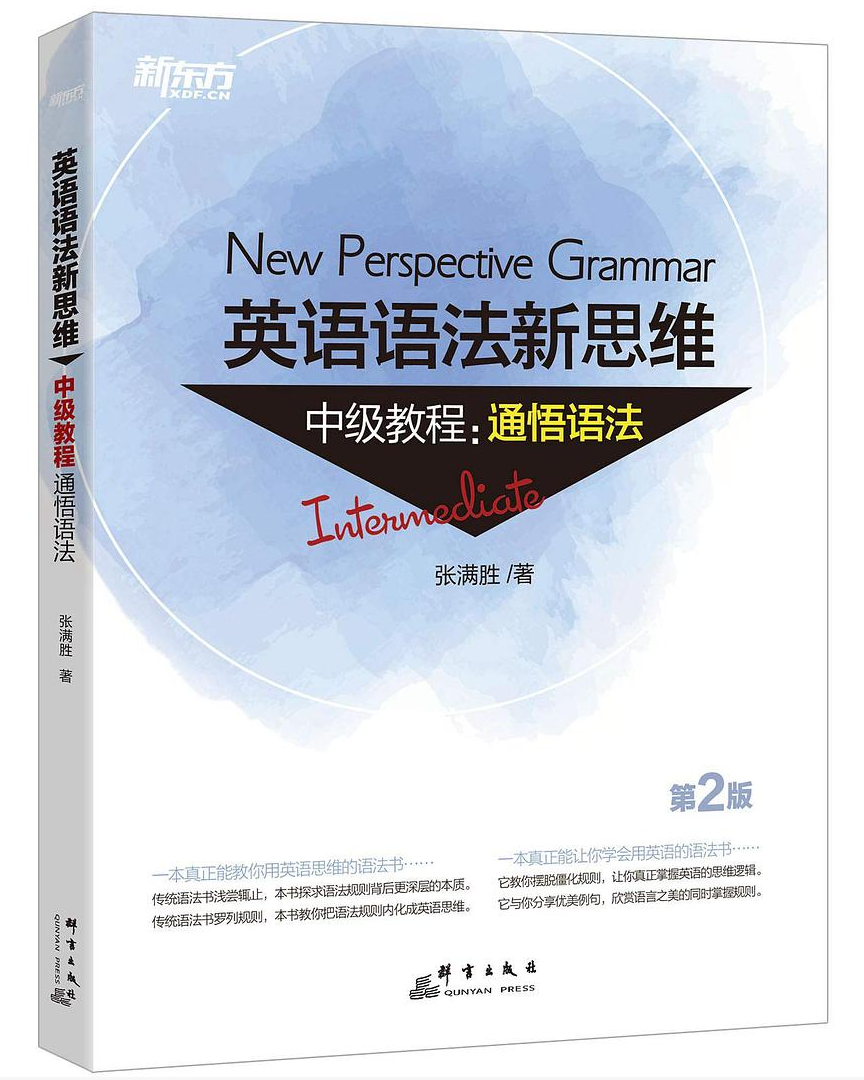 新东方
XDF.CN
New Perspective Grammar
英语语法新思维
中级教程:通悟语法
Intermediate
张满胜 /著
第2版
一本真正能教你用英语思维的语法书……
传统语法书浅尝辄止，本书探求语法规则背后更深层的本质。
传统语法书罗列规则，本书教你把语法规则内化成英语思维。
一本真正能让你学会用英语的语法书……
它教你摆脱僵化规则，让你真正掌握英语的思维逻辑。
它与你分享优美例句，欣赏语言之美的同时掌握规则。
群言出版社
QUNYAN PRESS
新东方
英语语法新思维
中级教程
通悟语法
张满胜 著
群言出版社
QUNYAN PRESS